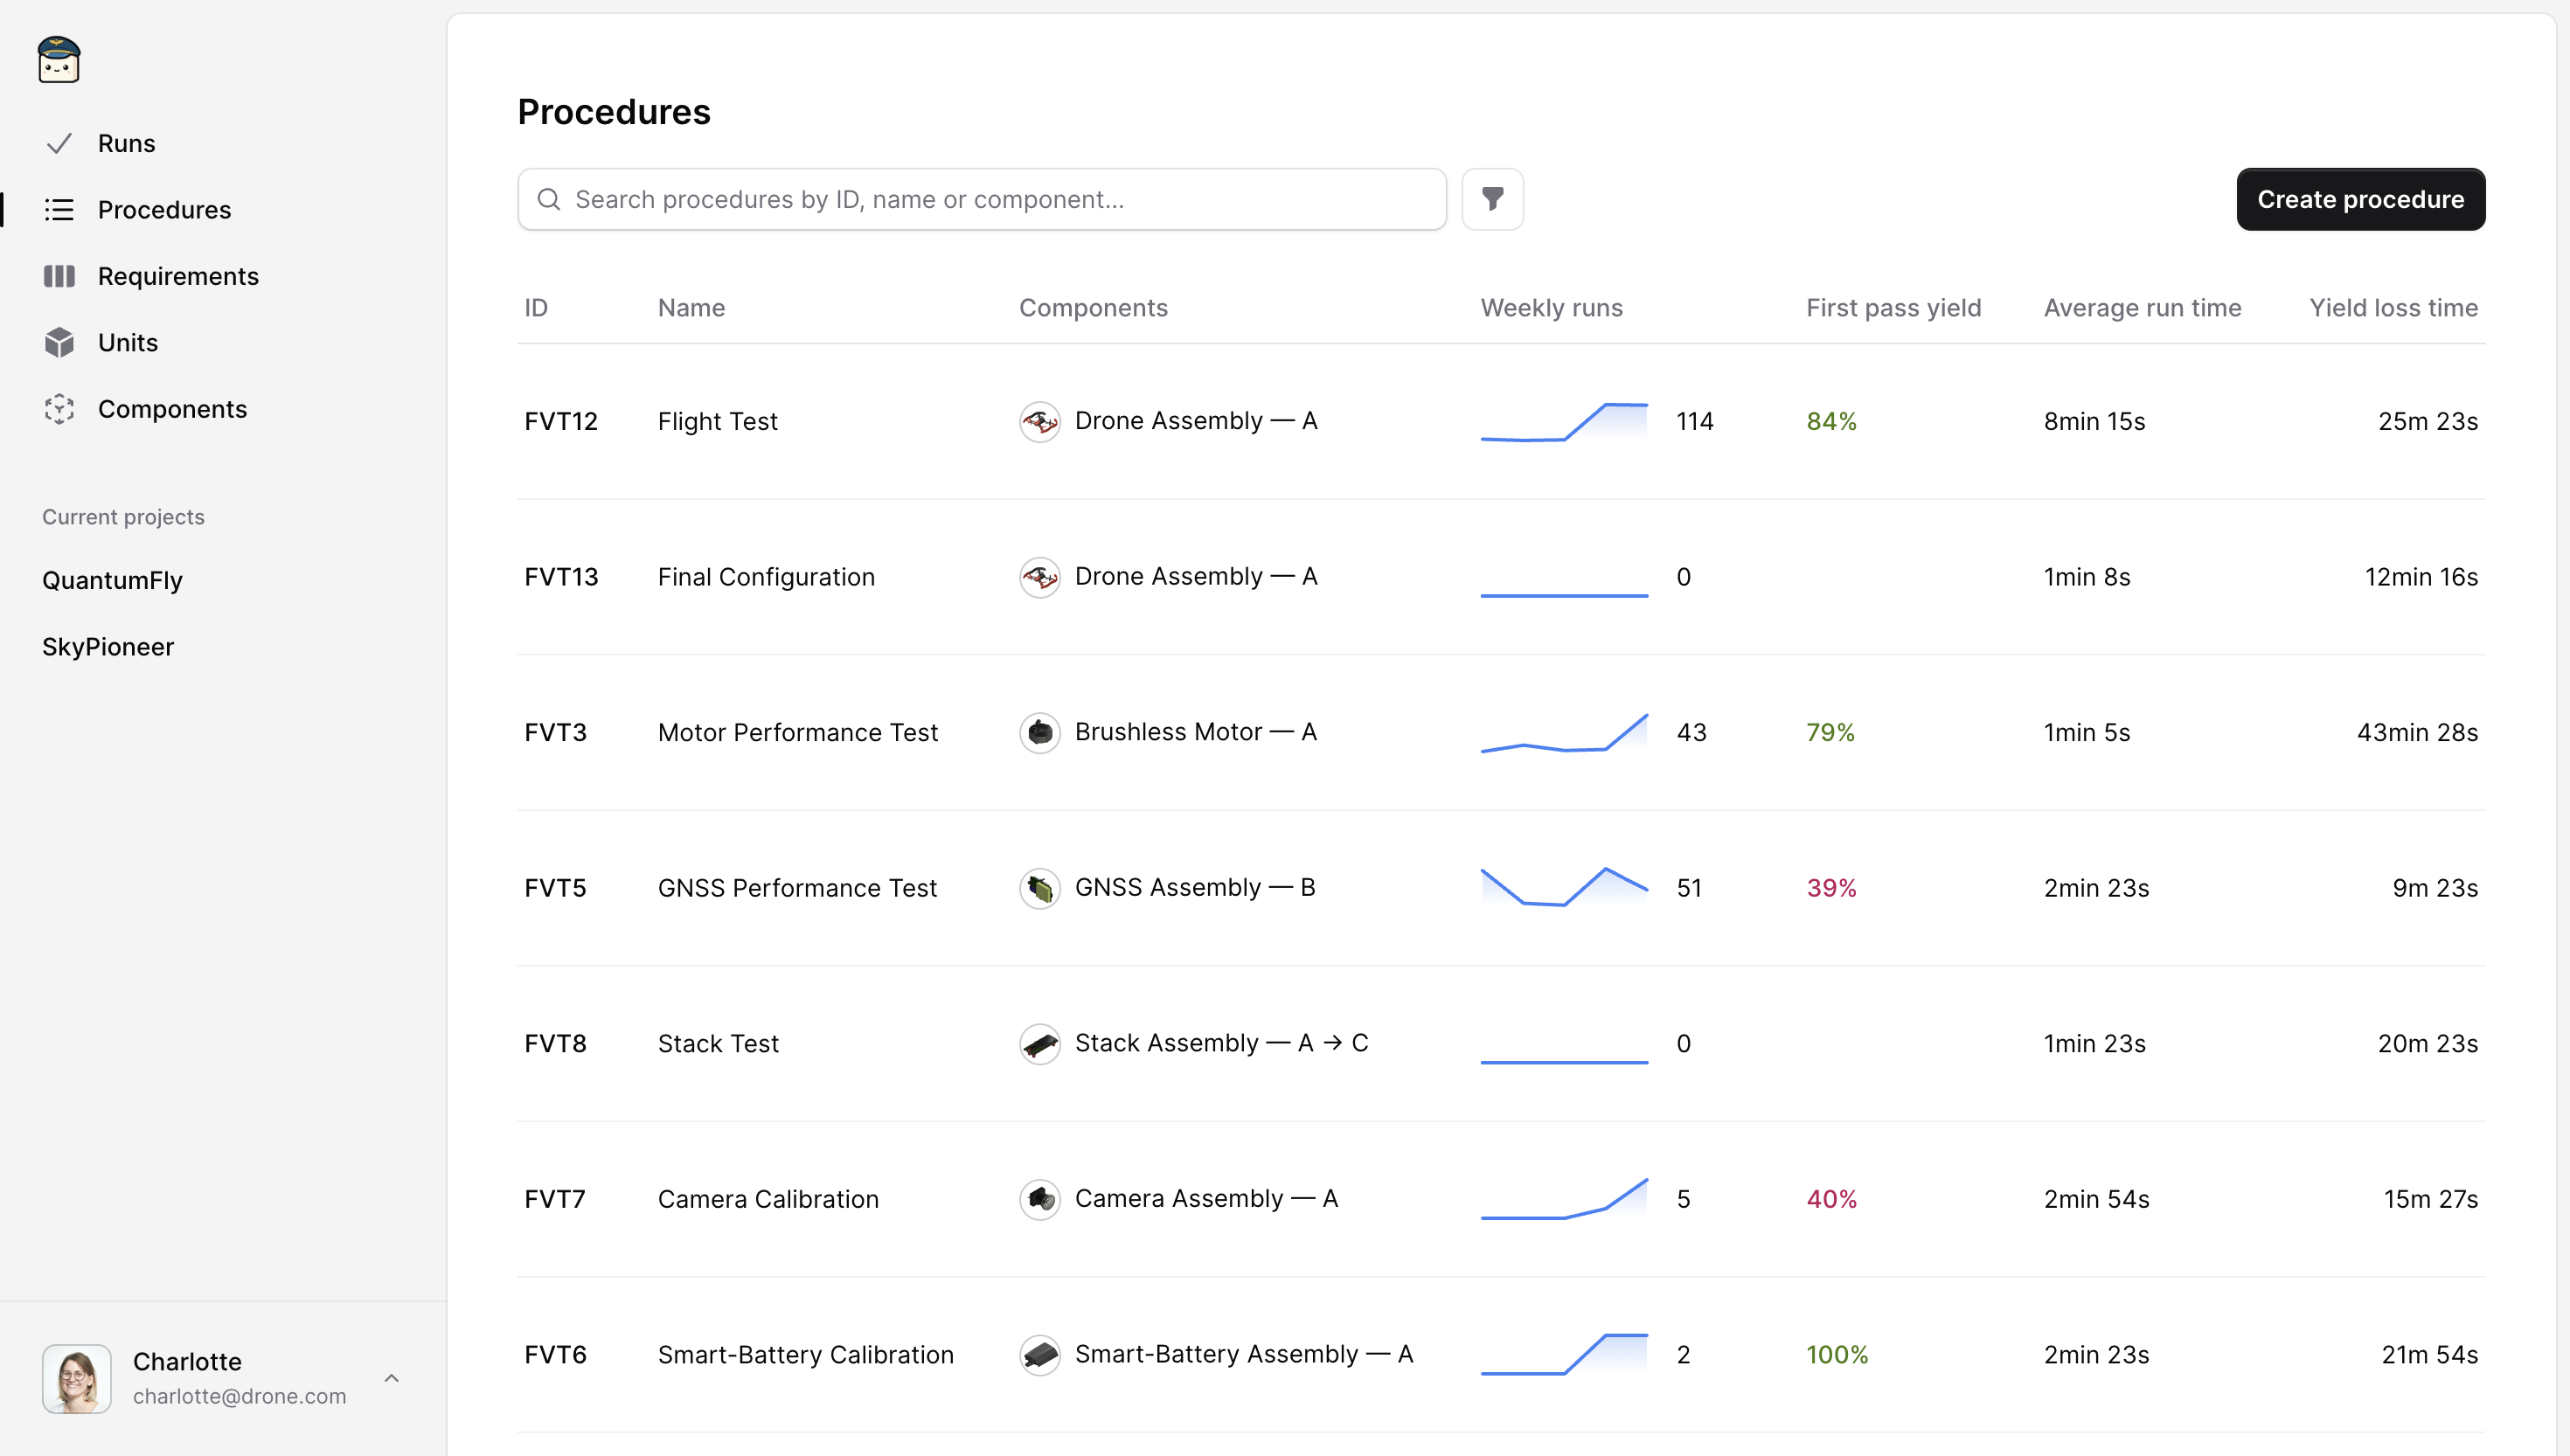 Runs
Procedures
Requirements
Units
Components
Current projects
QuantumFly
SkyPioneer
Charlotte
charlotte@drone.com
Procedures
Search procedures by ID, name or component...
Create procedure
ID Name Components Weekly runs First pass yield Average run time Yield loss time
FVT12 Flight Test Drone Assembly — A 114 84% 8min 15s 25m 23s
FVT13 Final Configuration Drone Assembly — A 0 1min 8s 12min 16s
FVT3 Motor Performance Test Brushless Motor — A 43 79% 1min 5s 43min 28s
FVT5 GNSS Performance Test GNSS Assembly — B 51 39% 2min 23s 9m 23s
FVT8 Stack Test Stack Assembly — A → C 0 1min 23s 20m 23s
FVT7 Camera Calibration Camera Assembly — A 5 40% 2min 54s 15m 27s
FVT6 Smart-Battery Calibration Smart-Battery Assembly — A 2 100% 2min 23s 21m 54s